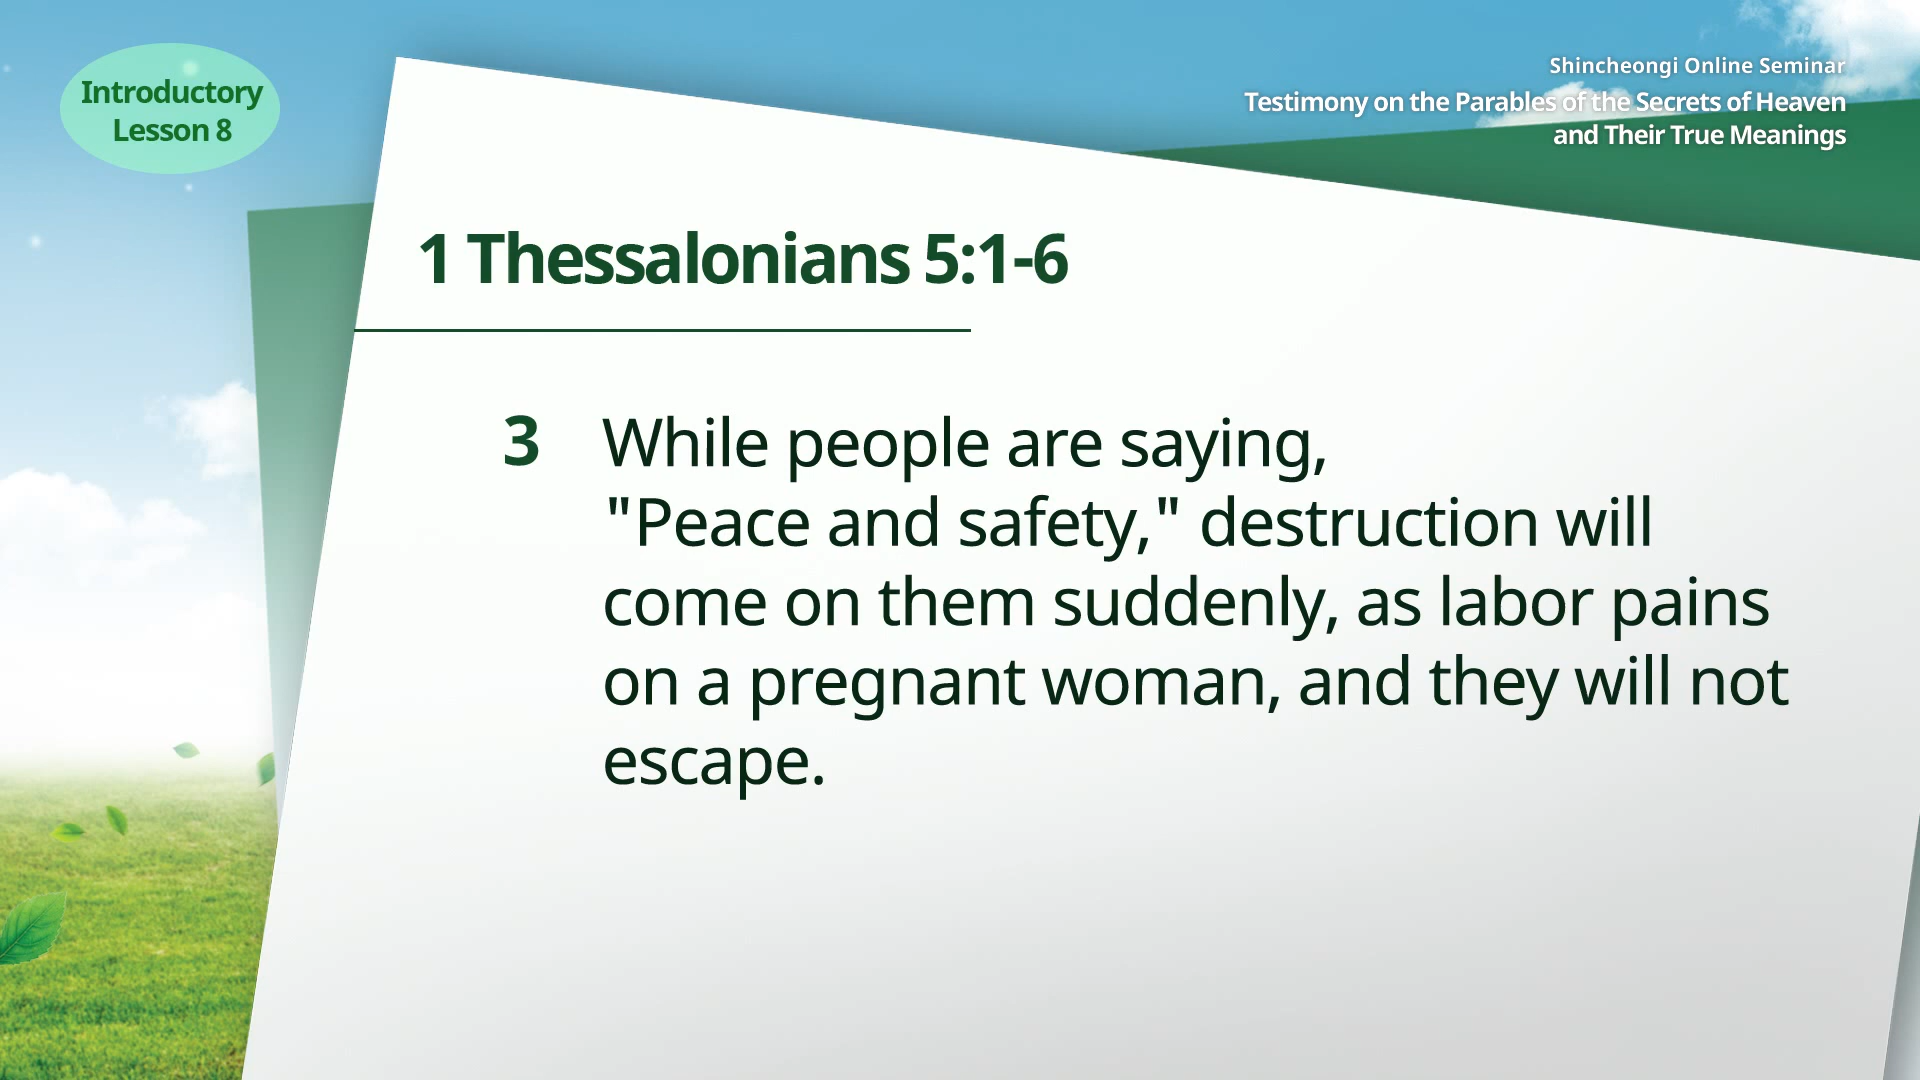 Introductory
Lesson 8
Shincheongi Online Seminar
Testimony on the Parables of the Secrets of Heaven
and Their True Meanings
1 Thessalonians 5:1-6
3 While people are saying,
"Peace and safety," destruction will
come on them suddenly, as labor pains
on a pregnant woman, and they will not
escape.